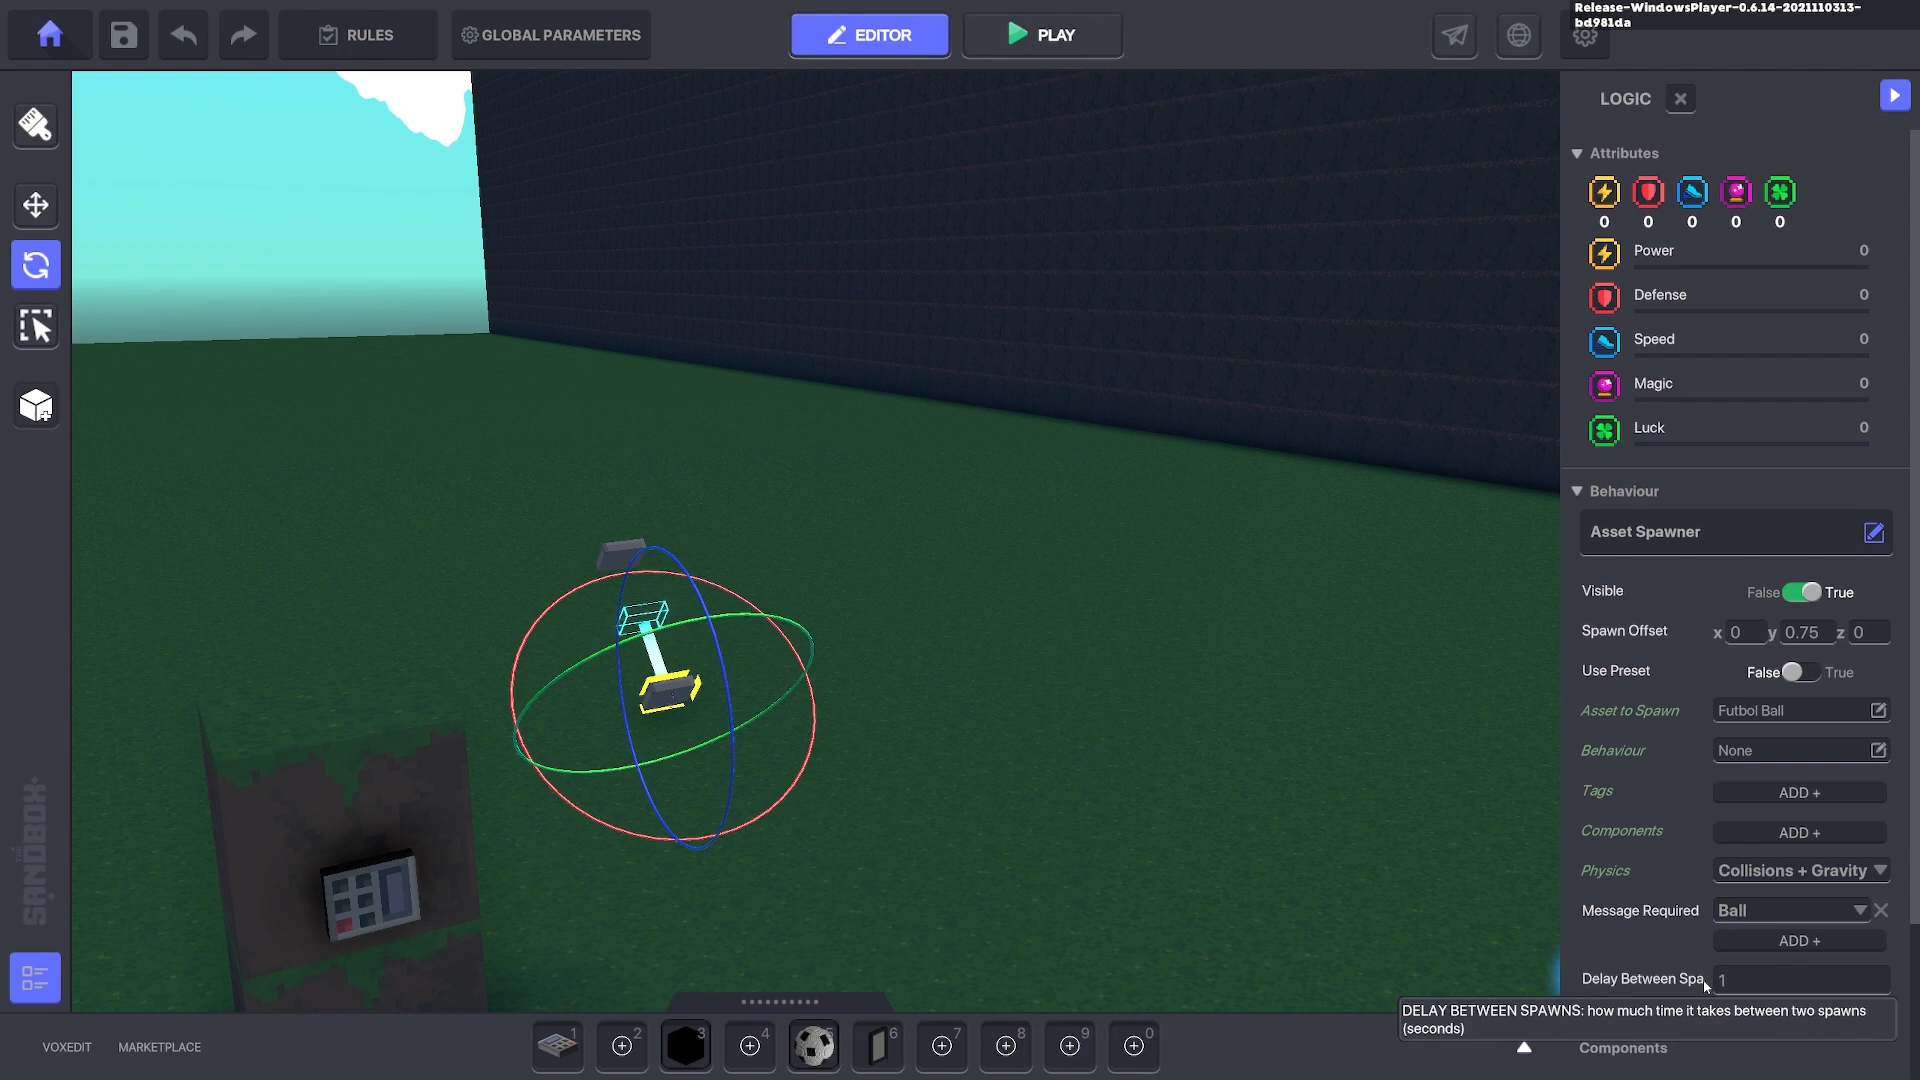 Release-WindowsPlayer-0.6.14-2021110313-
bd981da
RULES
GLOBAL PARAMETERS
EDITOR
PLAY
LOGIC
Attributes
0 0 0 0 0
Power 0
Defense 0
Speed 0
Magic 0
Luck 0
Behaviour
Asset Spawner
Visible False True
Spawn Offset x 0 y 0.75 z 0
Use Preset False True
Asset to Spawn Futbol Ball
Behaviour None
Tags ADD +
Components ADD +
Physics Collisions + Gravity
Message Required Ball
ADD +
Delay Between Spa 1
DELAY BETWEEN SPAWNS: how much time it takes between two spawns
(seconds)
Components
THE SANDBOX
VOXEDIT MARKETPLACE
1 2 3 4 5 6 7 8 9 0